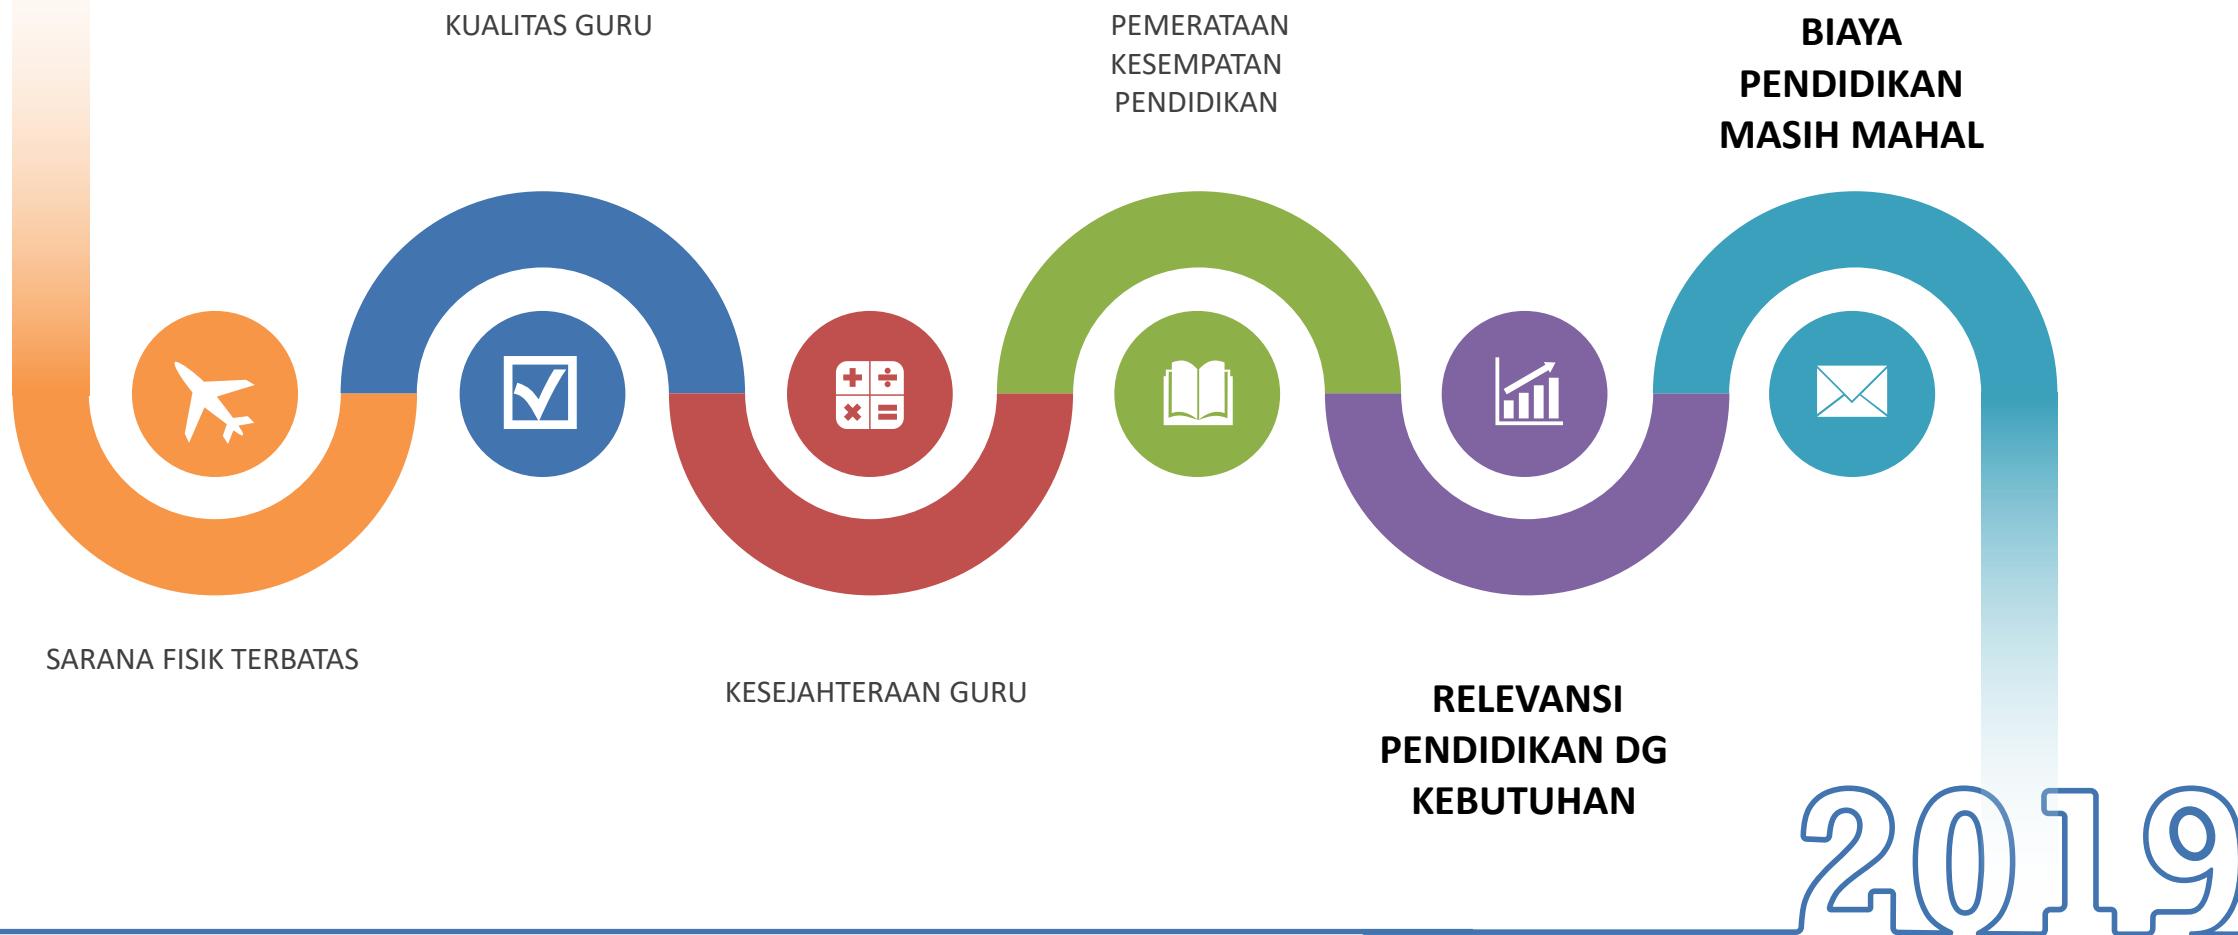 KUALITAS GURU
PEMERATAAN
KESEMPATAN
PENDIDIKAN
BIAYA
PENDIDIKAN
MASIH MAHAL
SARANA FISIK TERBATAS
KESEJAHTERAAN GURU
RELEVANSI
PENDIDIKAN DG
KEBUTUHAN
2019